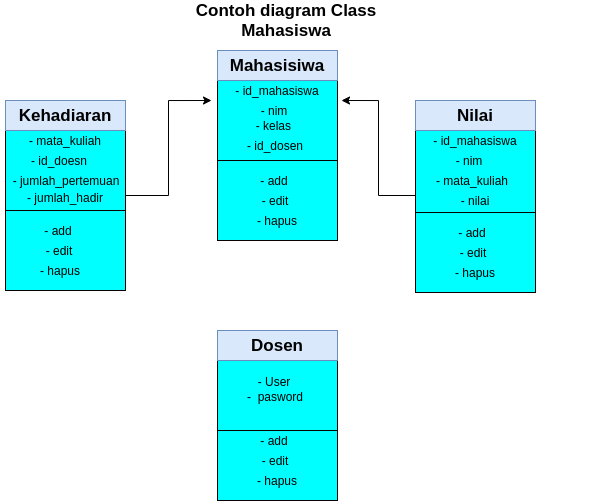 Contoh diagram Class
Mahasiswa
Mahasisiwa
- id_mahasiswa
- nim
- kelas
- id_dosen
- add
- edit
- hapus
Kehadiaran
- mata_kuliah
- id_doesn
- jumlah_pertemuan
- jumlah_hadir
- add
- edit
- hapus
Nilai
- id_mahasiswa
- nim
- mata_kuliah
- nilai
- add
- edit
- hapus
Dosen
- User
- pasword
- add
- edit
- hapus